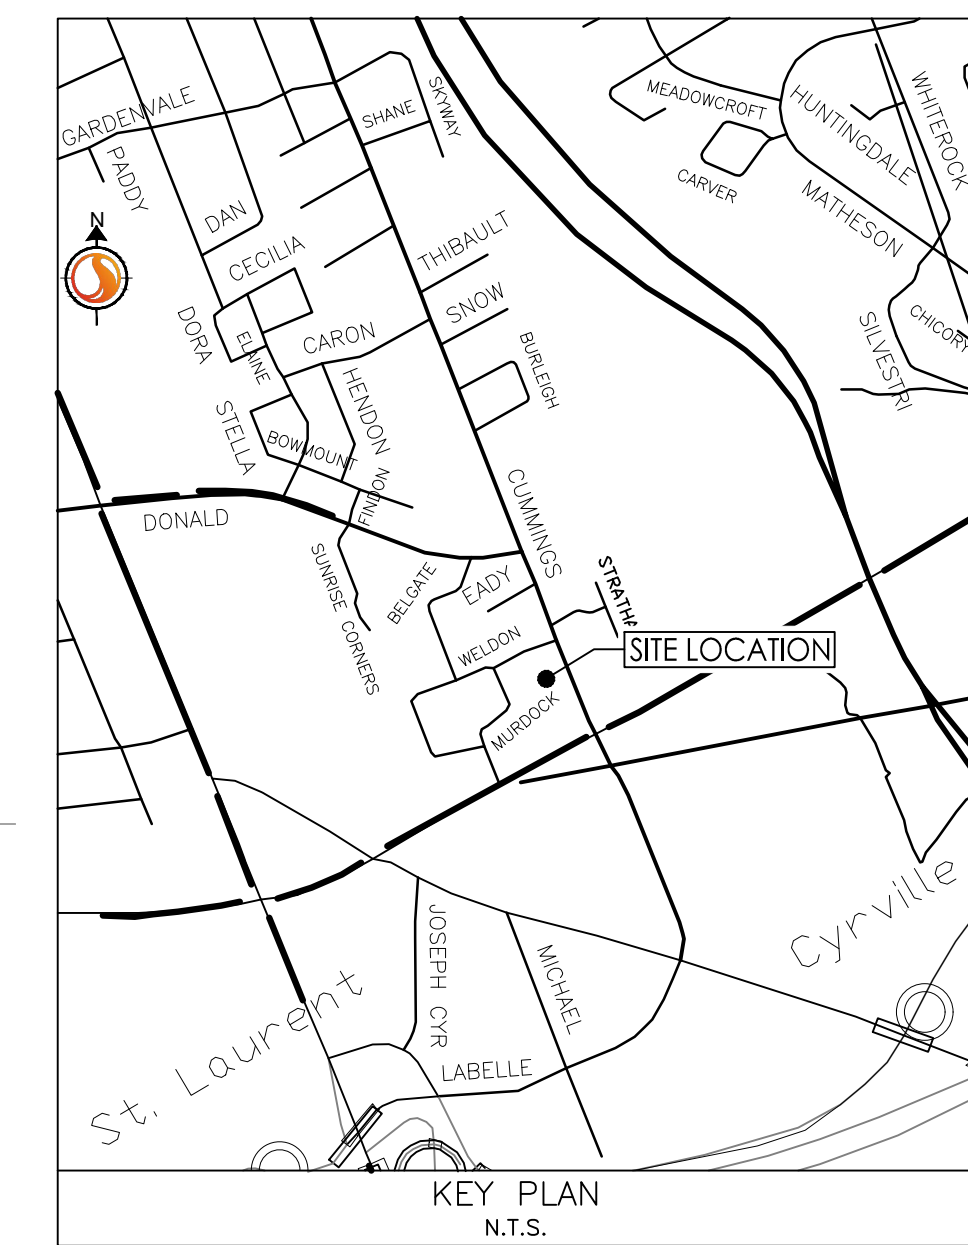 GARDENVALE
PADDY
SHANE
SKYWAY
MEADOWCROFT
CARVER
HUNTINGDALE
WHITEROCK
MATHESON
N
DAN
CECILIA
THIBAULT
SNOW
DORA
ELAINE
CARON
HENDON
BURLEIGH
SILVESTRI
CHICORY
STELLA
BOWMOUNT
FINDON
CUMMINGS
DONALD
SUNRISE CORNERS
BELGATE
EADY
WELDON
STRATHA
SITE LOCATION
MURDOCK
JOSEPH CYR
MICHAEL
LABELLE
Cyrville
St. Laurent
KEY PLAN
N.T.S.